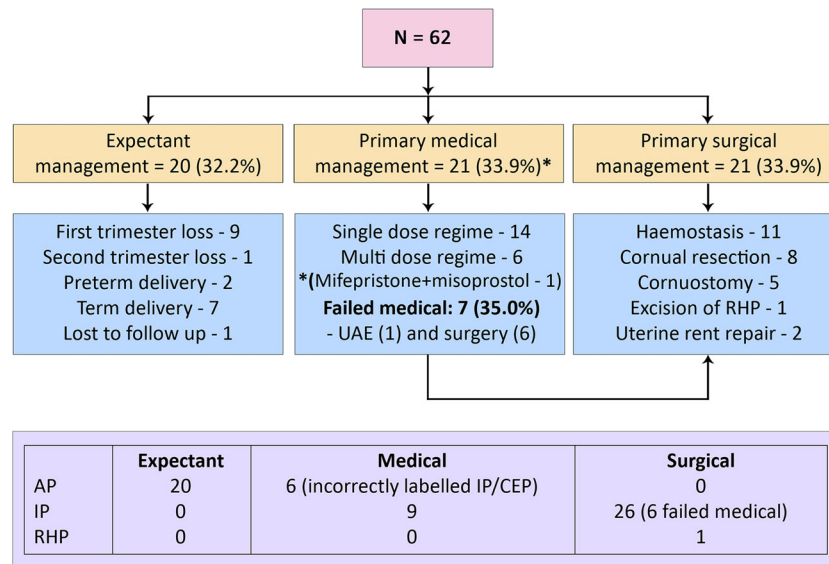 N = 62
Expectant
management = 20 (32.2%)
Primary medical
management = 21 (33.9%)*
Primary surgical
management = 21 (33.9%)
First trimester loss - 9
Second trimester loss - 1
Preterm delivery - 2
Term delivery - 7
Lost to follow up - 1
Single dose regime - 14
Multi dose regime - 6
*(Mifepristone+misoprostol - 1)
Failed medical: 7 (35.0%)
- UAE (1) and surgery (6)
Haemostasis - 11
Cornual resection - 8
Cornuostomy - 5
Excision of RHP - 1
Uterine rent repair - 2
Expectant Medical Surgical
AP 20 6 (incorrectly labelled IP/CEP) 0
IP 0 9 26 (6 failed medical)
RHP 0 0 1